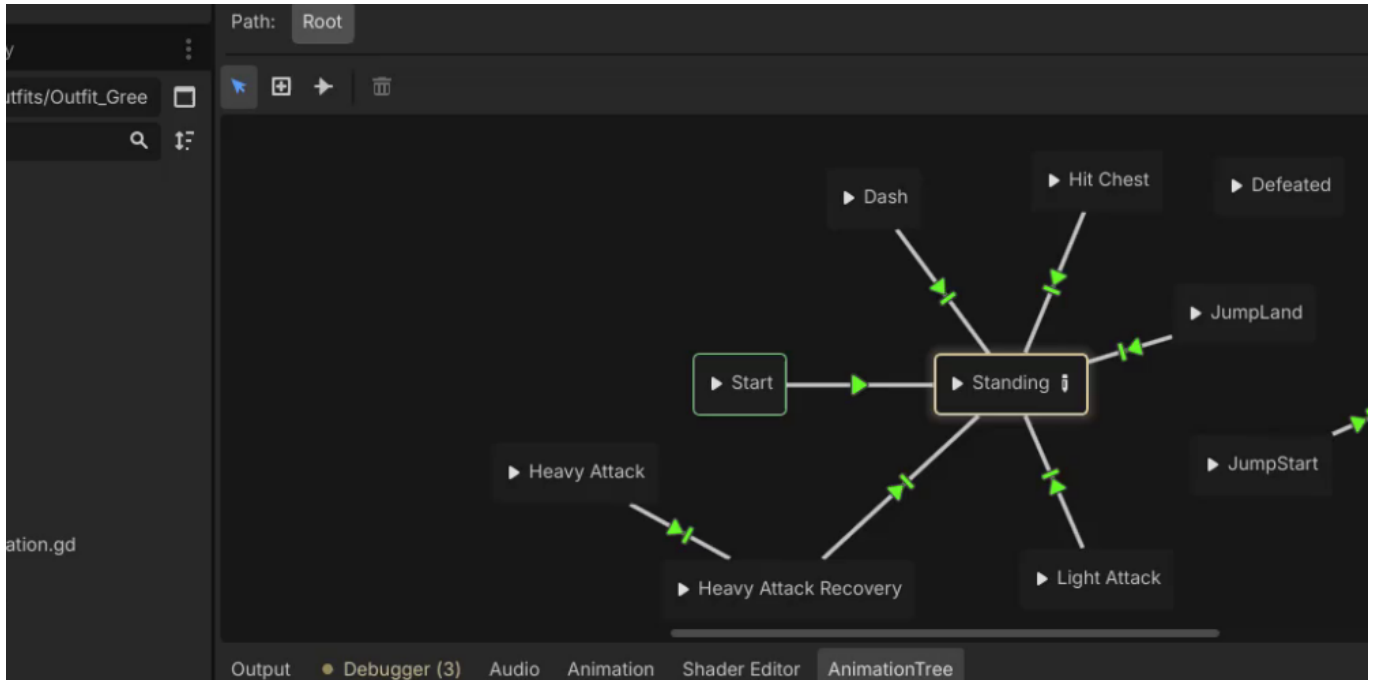 Path: Root
y
utfits/Outfit_Gree
Hit Chest
Defeated
Dash
JumpLand
Start
Standing
Heavy Attack
JumpStart
ation.gd
Light Attack
Heavy Attack Recovery
Output Debugger (3) Audio Animation Shader Editor AnimationTree